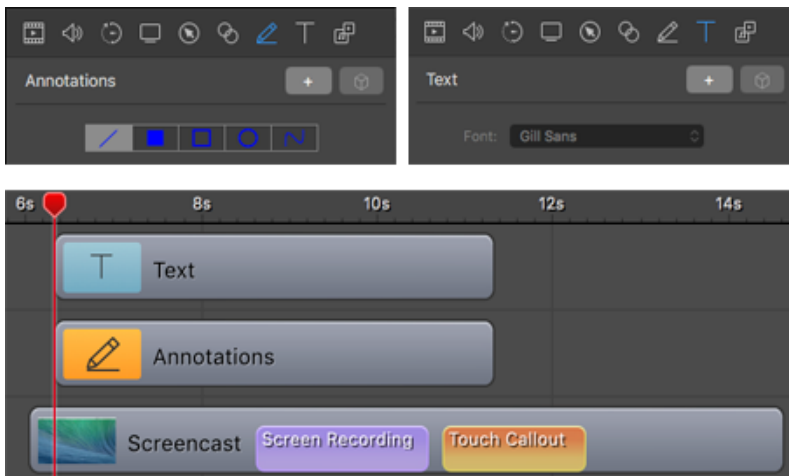 Annotations +
Text +
Font: Gill Sans
6s 8s 10s 12s 14s
T Text
Annotations
Screencast Screen Recording Touch Callout